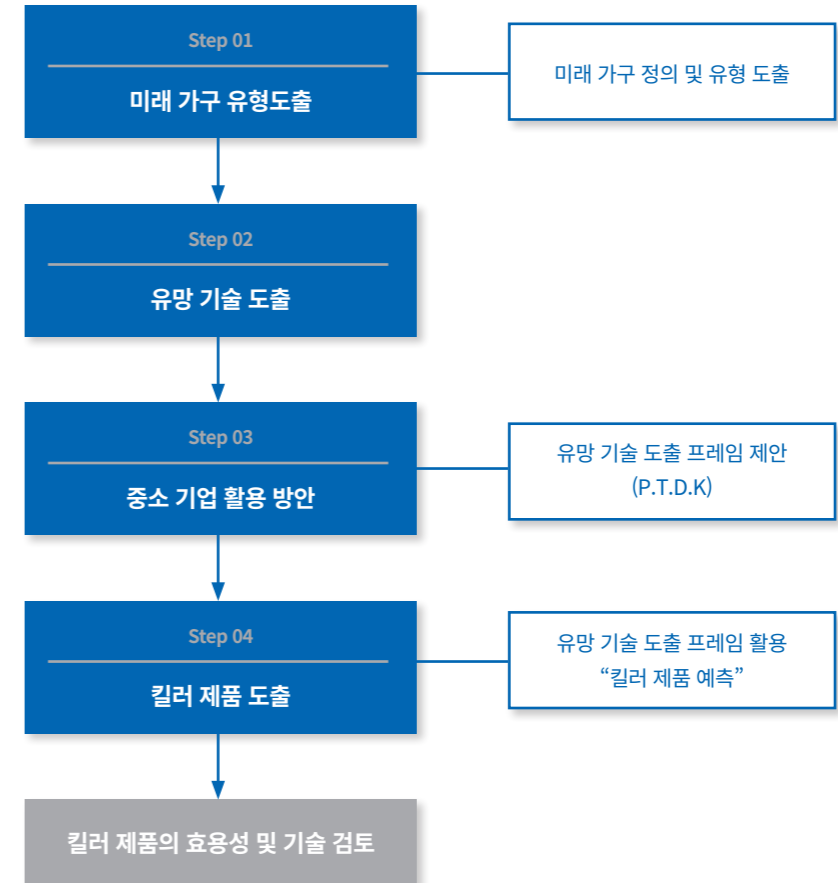 Step 01
미래 가구 유형도출
미래 가구 정의 및 유형 도출
Step 02
유망 기술 도출
Step 03
중소 기업 활용 방안
유망 기술 도출 프레임 제안
(P.T.D.K)
Step 04
킬러 제품 도출
유망 기술 도출 프레임 활용
“킬러 제품 예측”
킬러 제품의 효용성 및 기술 검토